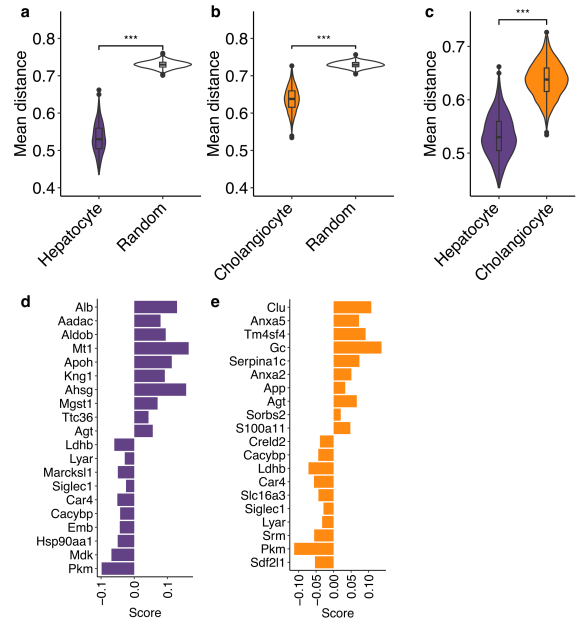 a
b
c
***
***
***
Mean distance
0.8
0.7
0.6
0.5
0.4
Hepatocyte
Random
Mean distance
0.8
0.7
0.6
0.5
0.4
Cholangiocyte
Random
Mean distance
0.7
0.6
0.5
Hepatocyte
Cholangiocyte
d
Alb
Aadac
Aldob
Mt1
Apoh
Kng1
Ahsg
Mgst1
Ttc36
Agt
Ldhb
Lyar
Marcksl1
Siglec1
Car4
Cacybp
Emb
Hsp90aa1
Mdk
Pkm
-0.1
0.0
0.1
Score
e
Clu
Anxa5
Tm4sf4
Gc
Serpina1c
Anxa2
App
Agt
Sorbs2
S100a11
Creld2
Cacybp
Ldhb
Car4
Slc16a3
Siglec1
Lyar
Srm
Pkm
Sdf2l1
-0.10
-0.05
0.00
0.05
0.10
Score